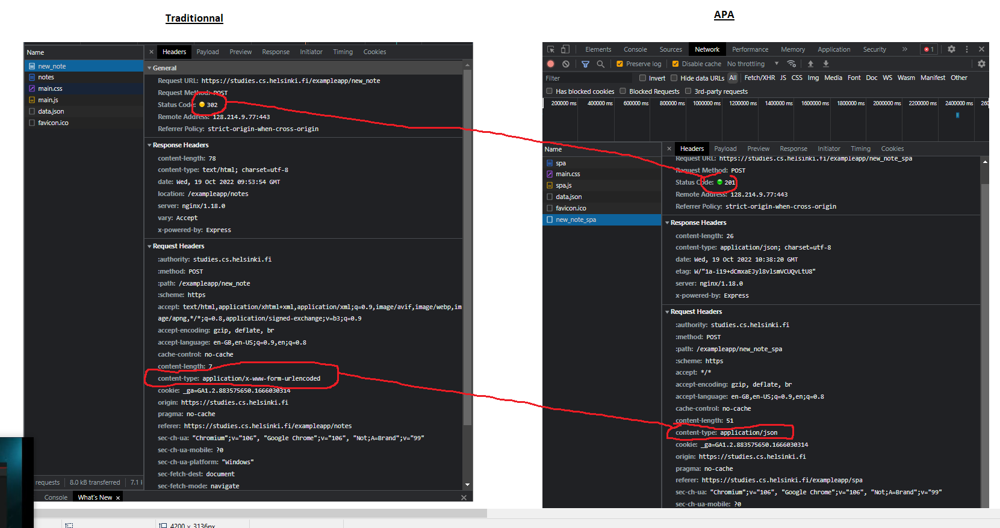 Traditionnal
APA
Name
new_note
notes
main.css
main.js
data.json
favicon.ico
requests
8.0 kB transferred
7.1 k
× Headers Payload Preview Response Initiator Timing Cookies
General
Request URL: https://studies.cs.helsinki.fi/exampleapp/new_note
Request Method: POST
Status Code: 302
Remote Address: 128.214.9.77:443
Referrer Policy: strict-origin-when-cross-origin
Response Headers
content-length: 78
content-type: text/html; charset=utf-8
date: Wed, 19 Oct 2022 09:53:54 GMT
location: /exampleapp/notes
server: nginx/1.18.0
vary: Accept
x-powered-by: Express
Request Headers
:authority: studies.cs.helsinki.fi
:method: POST
:path: /exampleapp/new_note
:scheme: https
accept: text/html,application/xhtml+xml,application/xml;q=0.9,image/avif,image/webp,im
age/apng,*/*;q=0.8,application/signed-exchange;v=b3;q=0.9
accept-encoding: gzip, deflate, br
accept-language: en-GB,en-US;q=0.9,en;q=0.8
cache-control: no-cache
content-length: 7
content-type: application/x-www-form-urlencoded
cookie: _ga=GA1.2.883575650.1666030314
origin: https://studies.cs.helsinki.fi
pragma: no-cache
referer: https://studies.cs.helsinki.fi/exampleapp/notes
sec-ch-ua: "Chromium";v="106", "Google Chrome";v="106", "Not;A=Brand";v="99"
sec-ch-ua-mobile: ?0
sec-ch-ua-platform: "Windows"
sec-fetch-dest: document
sec-fetch-mode: navigate
Console What's New ×
Elements Console Sources Network Performance Memory Application Security » 1
Preserve log Disable cache No throttling
Filter Invert Hide data URLs All Fetch/XHR JS CSS Img Media Font Doc WS Wasm Manifest Other
Has blocked cookies Blocked Requests 3rd-party requests
200000 ms 400000 ms 600000 ms 800000 ms 1000000 ms 1200000 ms 1400000 ms 1600000 ms 1800000 ms 2000000 ms 2200000 ms 2400000 ms 260
Name
spa
main.css
spa.js
data.json
favicon.ico
new_note_spa
× Headers Payload Preview Response Initiator Timing Cookies
Request URL: https://studies.cs.helsinki.fi/exampleapp/new_note_spa
Request Method: POST
Status Code: 201
Remote Address: 128.214.9.77:443
Referrer Policy: strict-origin-when-cross-origin
Response Headers
content-length: 26
content-type: application/json; charset=utf-8
date: Wed, 19 Oct 2022 10:38:20 GMT
etag: W/"1a-i19+dCmxaEJyl8vlsmVCUQvLtU8"
server: nginx/1.18.0
x-powered-by: Express
Request Headers
:authority: studies.cs.helsinki.fi
:method: POST
:path: /exampleapp/new_note_spa
:scheme: https
accept: */*
accept-encoding: gzip, deflate, br
accept-language: en-GB,en-US;q=0.9,en;q=0.8
cache-control: no-cache
content-length: 51
content-type: application/json
cookie: _ga=GA1.2.883575650.1666030314
origin: https://studies.cs.helsinki.fi
pragma: no-cache
referer: https://studies.cs.helsinki.fi/exampleapp/spa
sec-ch-ua: "Chromium";v="106", "Google Chrome";v="106", "Not;A=Brand";v="99"
sec-ch-ua-mobile: ?0
4200 × 3136px